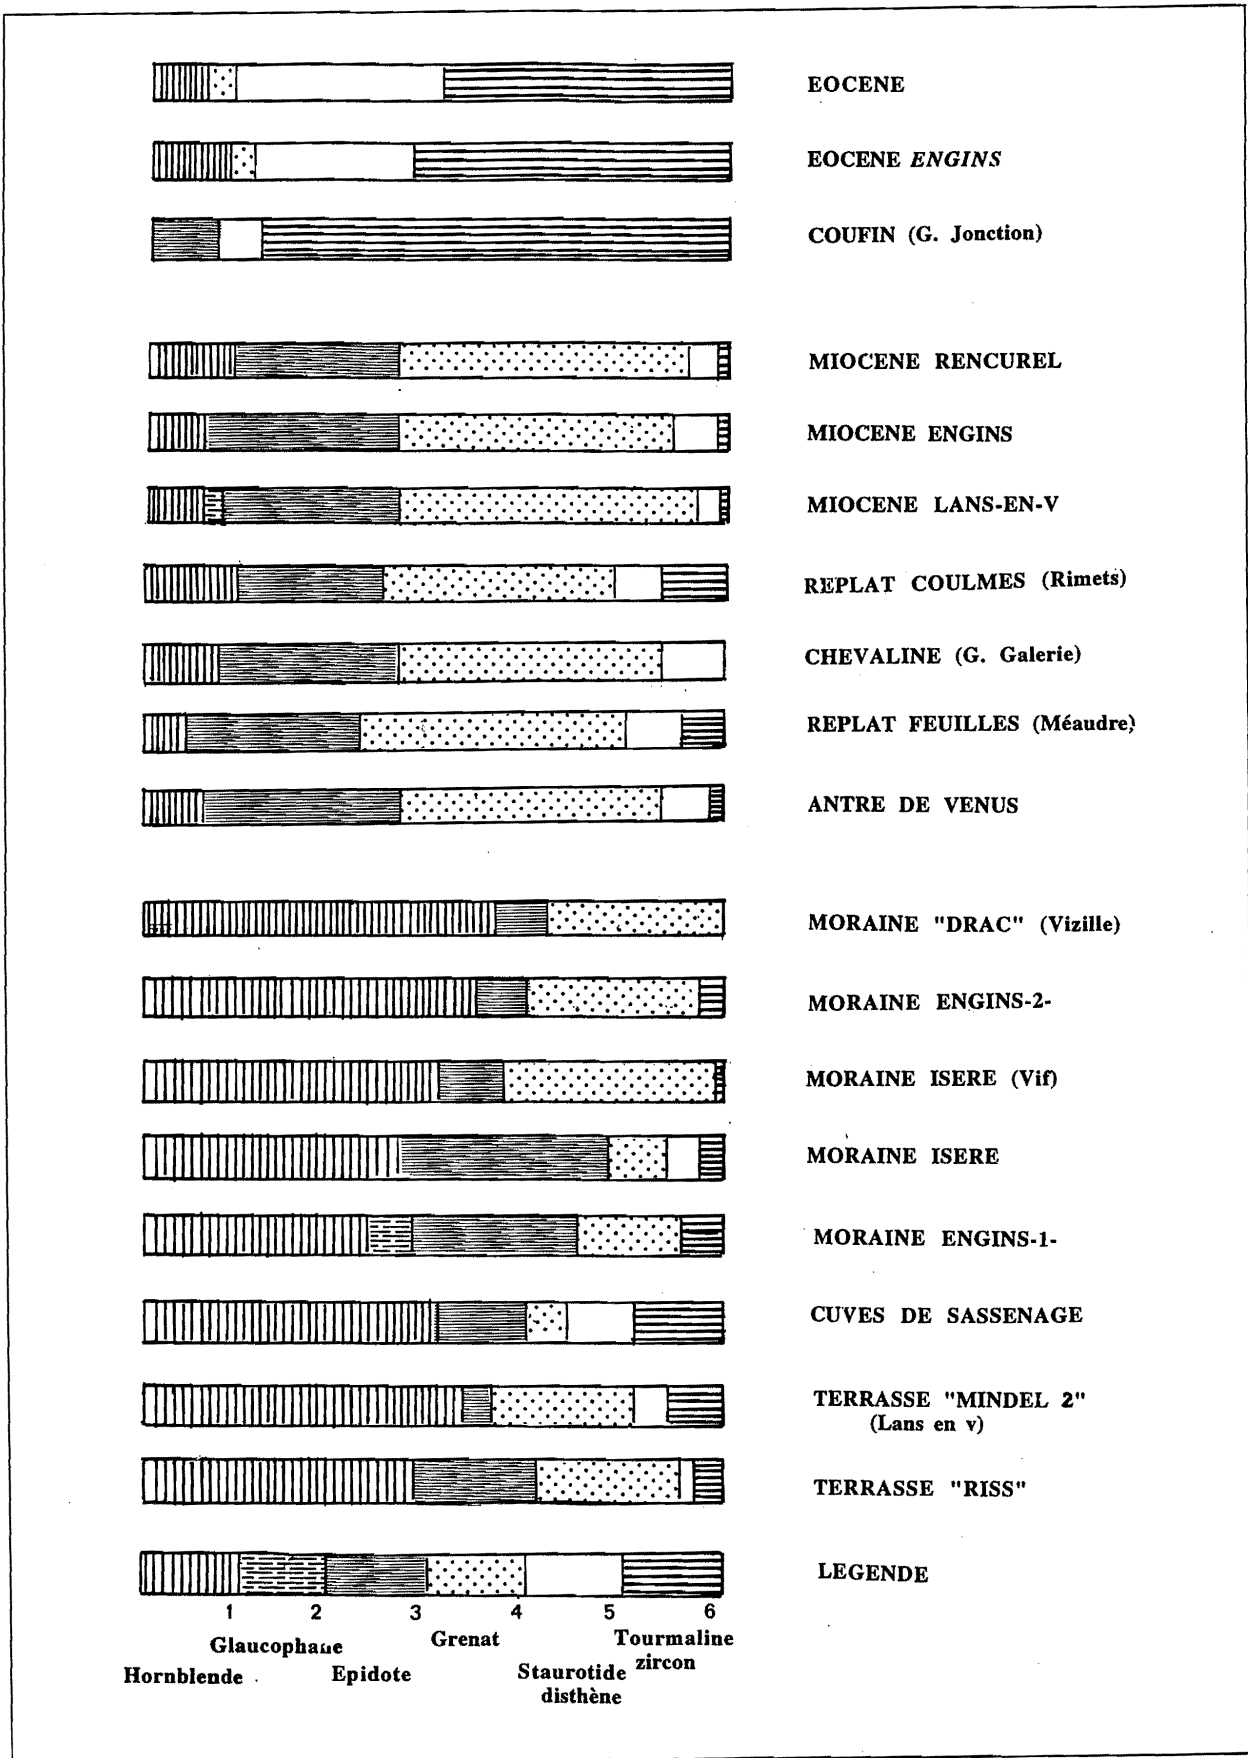 EOCENE
EOCENE ENGINS
COUFIN (G. Jonction)
MIOCENE RENCUREL
MIOCENE ENGINS
MIOCENE LANS-EN-V
REPLAT COULMES (Rimets)
CHEVALINE (G. Galerie)
REPLAT FEUILLES (Méaudre)
ANTRE DE VENUS
MORAINE "DRAC" (Vizille)
MORAINE ENGINS-2-
MORAINE ISERE (Vif)
MORAINE ISERE
MORAINE ENGINS-1-
CUVES DE SASSENAGE
TERRASSE "MINDEL 2"
(Lans en v)
TERRASSE "RISS"
LEGENDE
1 2 3 4 5 6
Glaucophane Grenat Tourmaline
zircon
Hornblende Epidote Staurotide
disthène